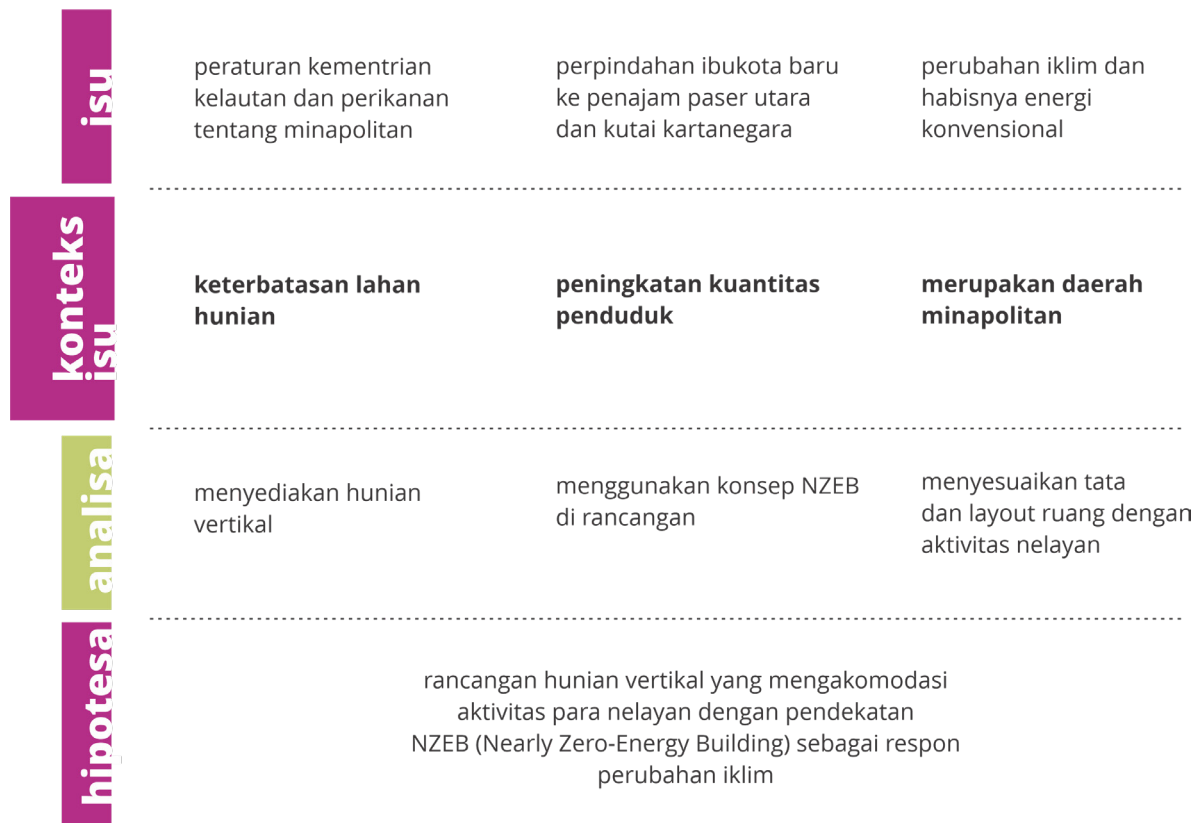 isu
peraturan kementrian
kelautan dan perikanan
tentang minapolitan
perpindahan ibukota baru
ke penajam paser utara
dan kutai kartanegara
perubahan iklim dan
habisnya energi
konvensional
konteks
isu
keterbatasan lahan
hunian
peningkatan kuantitas
penduduk
merupakan daerah
minapolitan
analisa
menyediakan hunian
vertikal
menggunakan konsep NZEB
di rancangan
menyesuaikan tata
dan layout ruang dengan
aktivitas nelayan
hipotesa
rancangan hunian vertikal yang mengakomodasi
aktivitas para nelayan dengan pendekatan
NZEB (Nearly Zero-Energy Building) sebagai respon
perubahan iklim